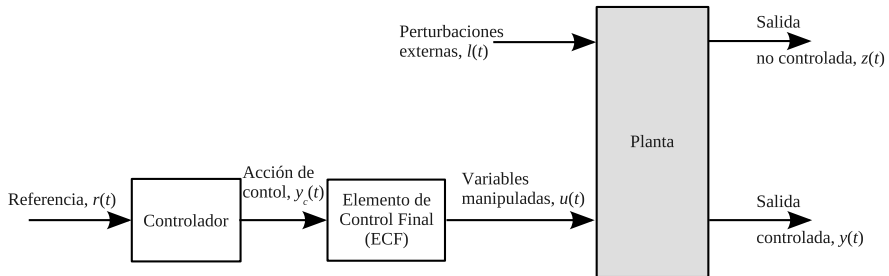 Perturbaciones
externas, l(t)
Salida
no controlada, z(t)
Planta
Referencia, r(t)
Controlador
Acción de
contol, y_c(t)
Elemento de
Control Final
(ECF)
Variables
manipuladas, u(t)
Salida
controlada, y(t)